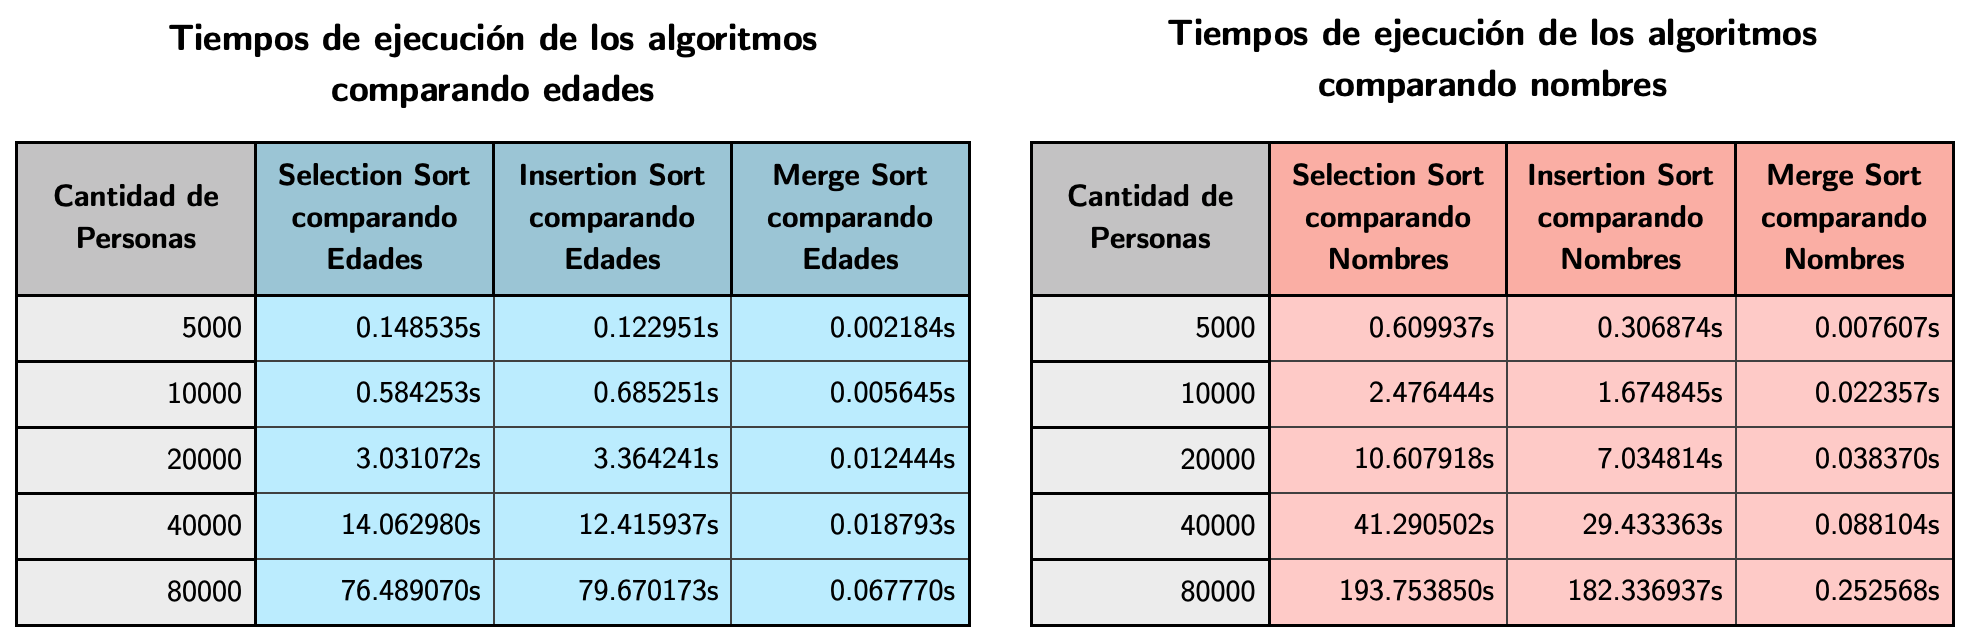 Tiempos de ejecución de los algoritmos
comparando edades
Cantidad de
Personas
Selection Sort
comparando
Edades
Insertion Sort
comparando
Edades
Merge Sort
comparando
Edades
5000 0.148535s 0.122951s 0.002184s
10000 0.584253s 0.685251s 0.005645s
20000 3.031072s 3.364241s 0.012444s
40000 14.062980s 12.415937s 0.018793s
80000 76.489070s 79.670173s 0.067770s
Tiempos de ejecución de los algoritmos
comparando nombres
Cantidad de
Personas
Selection Sort
comparando
Nombres
Insertion Sort
comparando
Nombres
Merge Sort
comparando
Nombres
5000 0.609937s 0.306874s 0.007607s
10000 2.476444s 1.674845s 0.022357s
20000 10.607918s 7.034814s 0.038370s
40000 41.290502s 29.433363s 0.088104s
80000 193.753850s 182.336937s 0.252568s